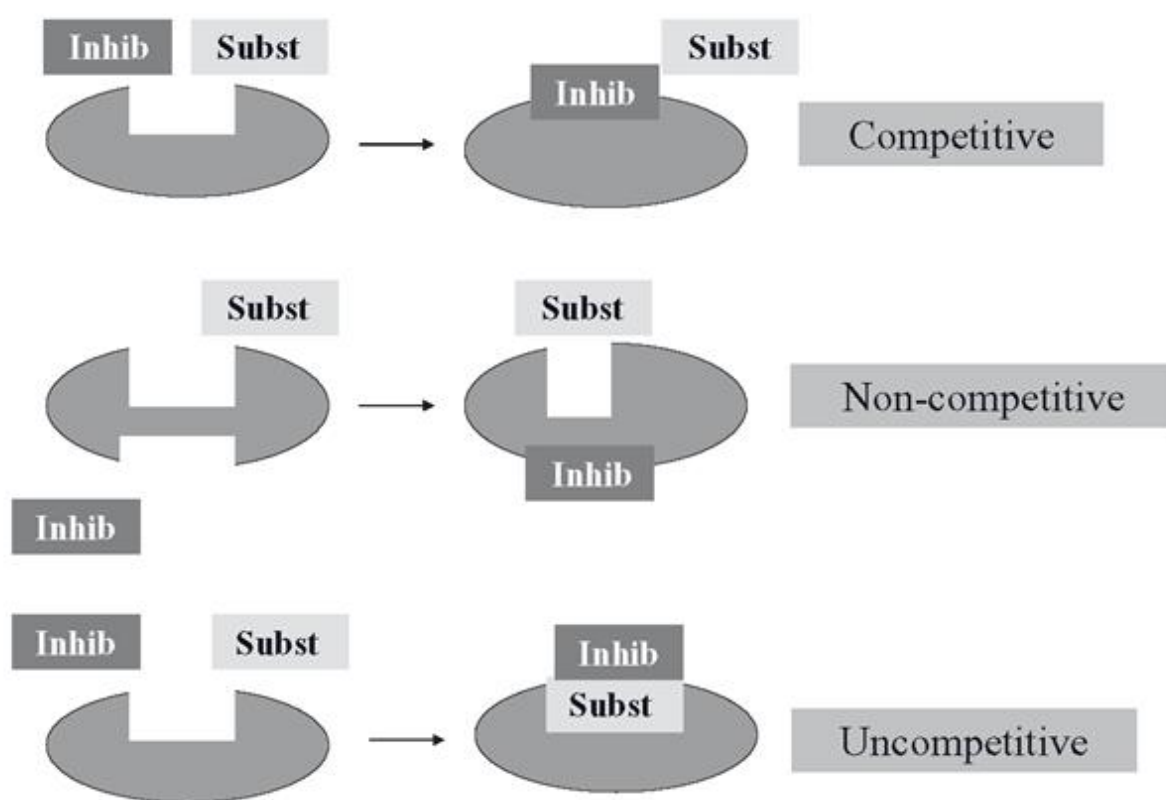 Inhib Subst
Subst
Inhib
Competitive
Subst
Subst
Non-competitive
Inhib
Inhib
Inhib
Subst
Inhib
Subst
Uncompetitive